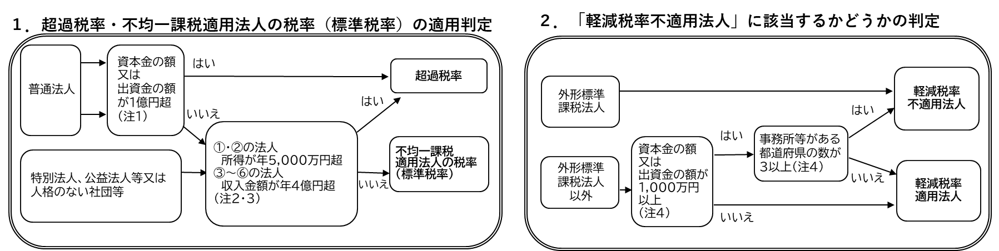 １．超過税率・不均一課税適用法人の税率（標準税率）の適用判定
普通法人
資本金の額
又は
出資金の額
が1億円超
（注1）
はい
超過税率
いいえ
はい
①・②の法人
所得が年5,000万円超
③～⑥の法人
収入金額が年4億円超
（注2・3）
不均一課税
適用法人の税率
（標準税率）
いいえ
特別法人、公益法人等又は
人格のない社団等
２．「軽減税率不適用法人」に該当するかどうかの判定
外形標準
課税法人
軽減税率
不適用法人
外形標準
課税法人
以外
資本金の額
又は
出資金の額が
1,000万円
以上
（注4）
はい
事務所等がある
都道府県の数が
3以上（注4）
はい
いいえ
軽減税率
適用法人
いいえ